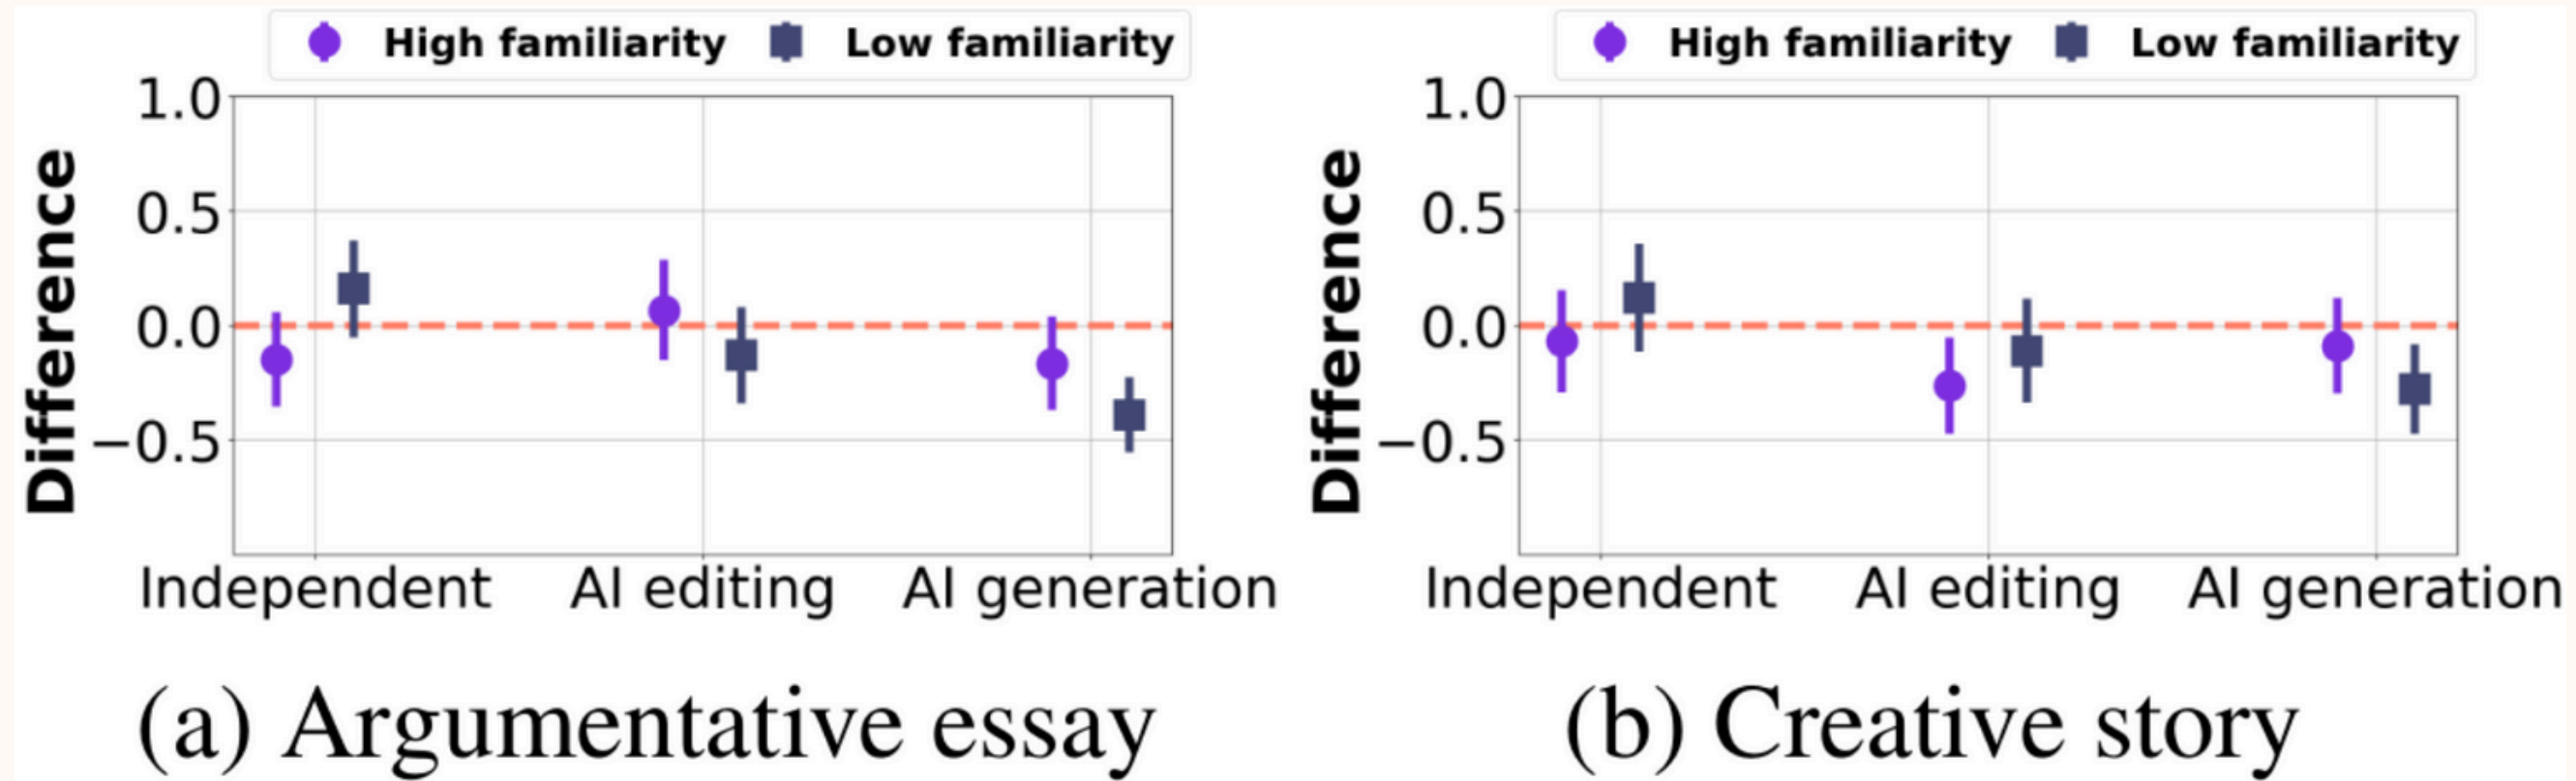 High familiarity Low familiarity
1.0
0.5
0.0
−0.5
Difference
Independent AI editing AI generation
(a) Argumentative essay
High familiarity Low familiarity
1.0
0.5
0.0
−0.5
Difference
Independent AI editing AI generation
(b) Creative story